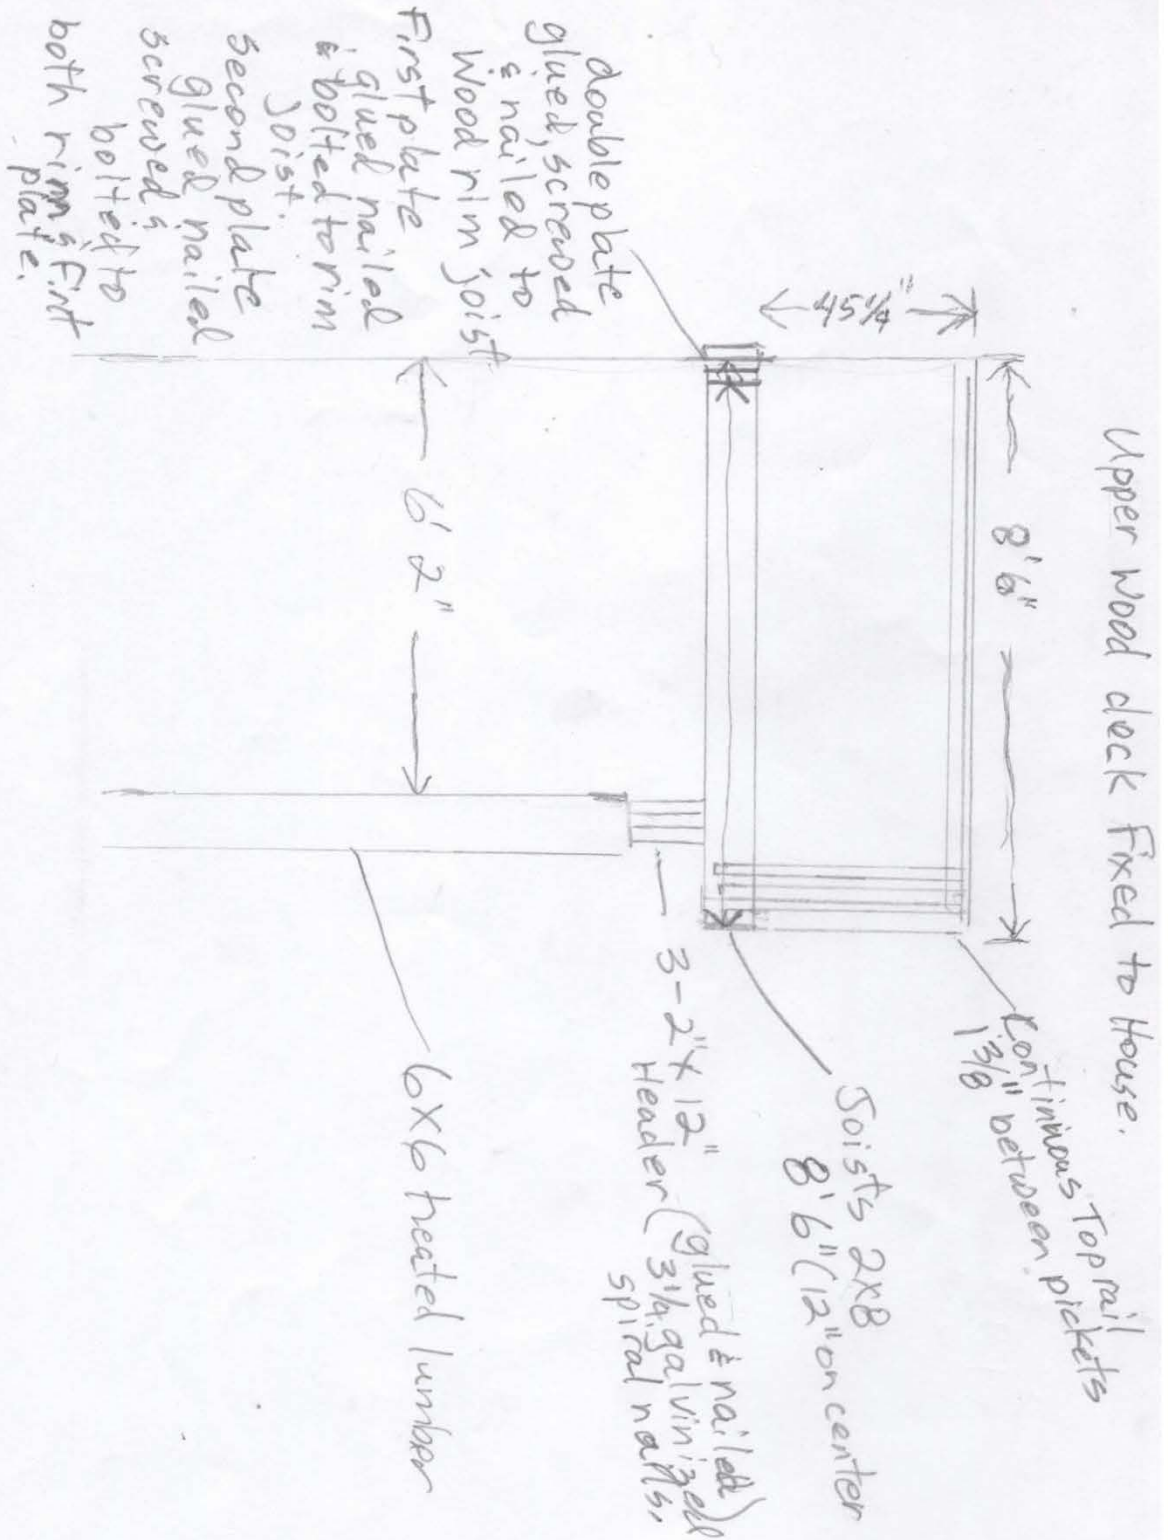 Upper Wood deck Fixed to House.
8'6"
45 1/4"
Continuous Top rail
1 3/8" between pickets
double plate
glued, screwed
& nailed to
Wood rim joist
First plate
glued nailed
& bolted to rim
Joist.
Second plate
glued nailed
screwed &
bolted to
both rim & first
plate.
6' 2"
Joists 2x8
8' 6" (12" on center
3-2"x12"
Header (glued & nailed)
3 1/4 galvinized
spiral nails.
6x6 treated lumber